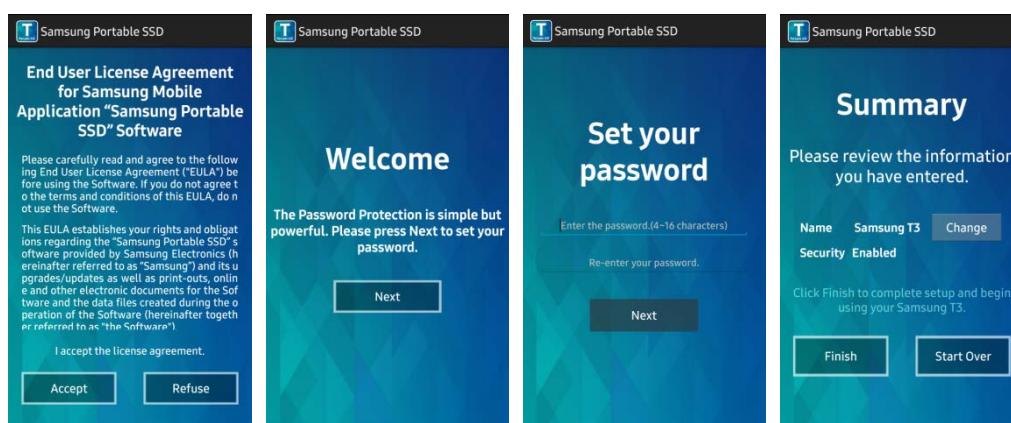 Samsung Portable SSD
End User License Agreement
for Samsung Mobile
Application “Samsung Portable
SSD” Software
Please carefully read and agree to the follow
ing End User License Agreement ("EULA") be
fore using the Software. If you do not agree t
o the terms and conditions of this EULA, do n
ot use the Software.
This EULA establishes your rights and obligat
ions regarding the “Samsung Portable SSD” s
oftware provided by Samsung Electronics (h
ereinafter referred to as “Samsung”) and its u
pgrades/updates as well as print-outs, onlin
e and other electronic documents for the Sof
tware and the data files created during the o
peration of the Software (hereinafter togeth
er referred to as "the Software")
I accept the license agreement.
Accept
Refuse
Samsung Portable SSD
Welcome
The Password Protection is simple but
powerful. Please press Next to set your
password.
Next
Samsung Portable SSD
Set your
password
Enter the password.(4~16 characters)
Re-enter your password.
Next
Samsung Portable SSD
Summary
Please review the information
you have entered.
Name Samsung T3 Change
Security Enabled
Click Finish to complete setup and begin
using your Samsung T3.
Finish
Start Over